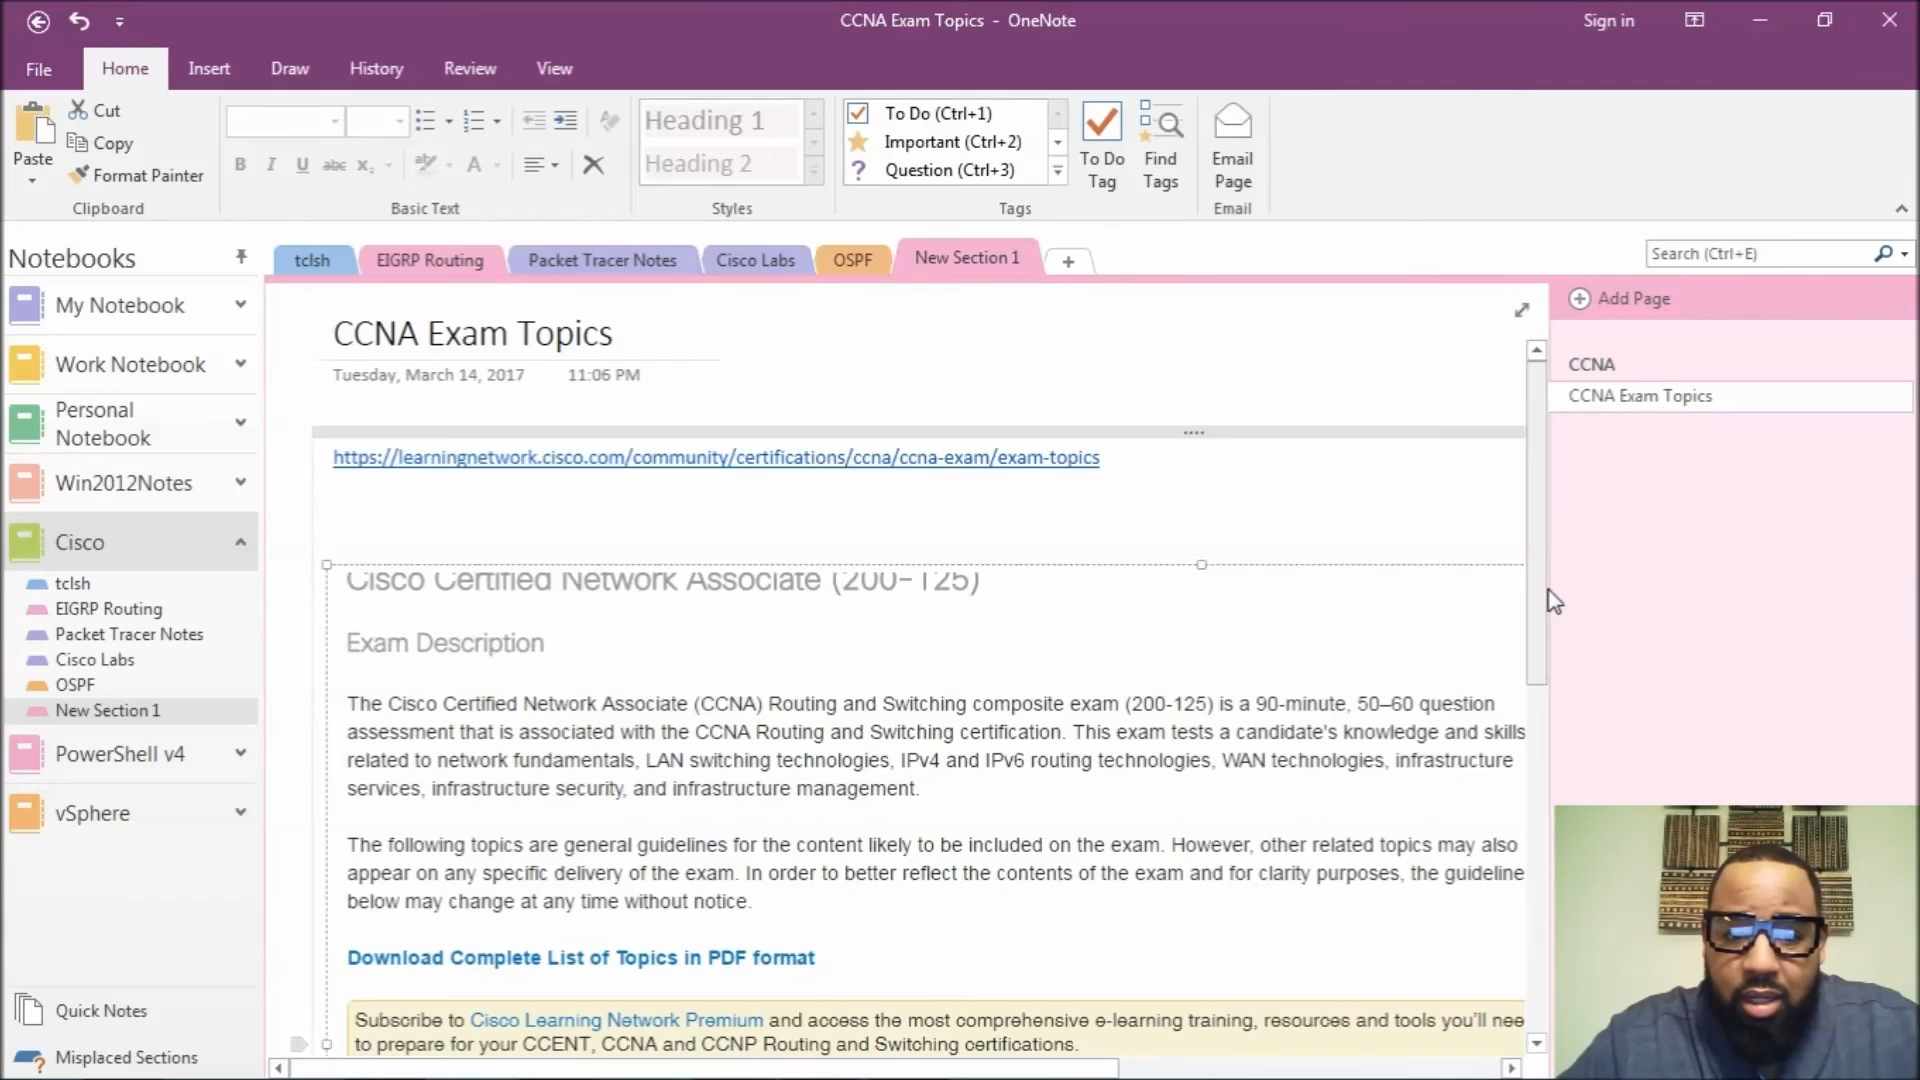 CCNA Exam Topics - OneNote
Sign in
File
Home
Insert
Draw
History
Review
View
Paste
Cut
Copy
Format Painter
Clipboard
B I U abc x₂
A
Basic Text
Heading 1
Heading 2
Styles
To Do (Ctrl+1)
Important (Ctrl+2)
Question (Ctrl+3)
Tags
To Do
Tag
Find
Tags
Email
Page
Email
Notebooks
My Notebook
Work Notebook
Personal
Notebook
Win2012Notes
Cisco
tclsh
EIGRP Routing
Packet Tracer Notes
Cisco Labs
OSPF
New Section 1
PowerShell v4
vSphere
Quick Notes
Misplaced Sections
tclsh
EIGRP Routing
Packet Tracer Notes
Cisco Labs
OSPF
New Section 1
Search (Ctrl+E)
CCNA Exam Topics
Tuesday, March 14, 2017 11:06 PM
https://learningnetwork.cisco.com/community/certifications/ccna/ccna-exam/exam-topics
Cisco Certified Network Associate (200-125)
Exam Description
The Cisco Certified Network Associate (CCNA) Routing and Switching composite exam (200-125) is a 90-minute, 50–60 question
assessment that is associated with the CCNA Routing and Switching certification. This exam tests a candidate's knowledge and skills
related to network fundamentals, LAN switching technologies, IPv4 and IPv6 routing technologies, WAN technologies, infrastructure
services, infrastructure security, and infrastructure management.
The following topics are general guidelines for the content likely to be included on the exam. However, other related topics may also
appear on any specific delivery of the exam. In order to better reflect the contents of the exam and for clarity purposes, the guideline
below may change at any time without notice.
Download Complete List of Topics in PDF format
Subscribe to Cisco Learning Network Premium and access the most comprehensive e-learning training, resources and tools you'll nee
to prepare for your CCENT, CCNA and CCNP Routing and Switching certifications.
Add Page
CCNA
CCNA Exam Topics